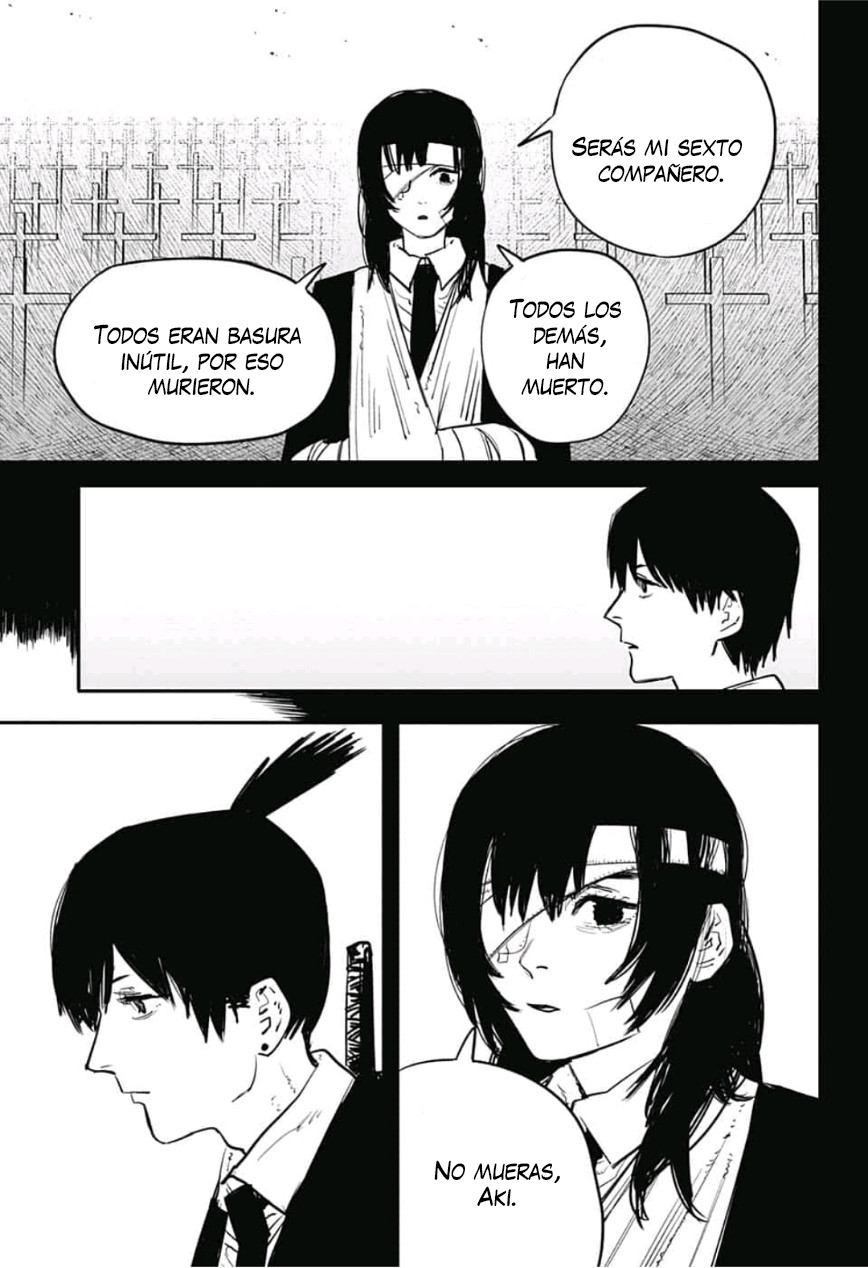 SERÁS MI SEXTO
COMPAÑERO.
TODOS LOS
DEMÁS,
HAN
MUERTO.
TODOS ERAN BASURA
INÚTIL, POR ESO
MURIERON.
NO MUERAS,
AKI.